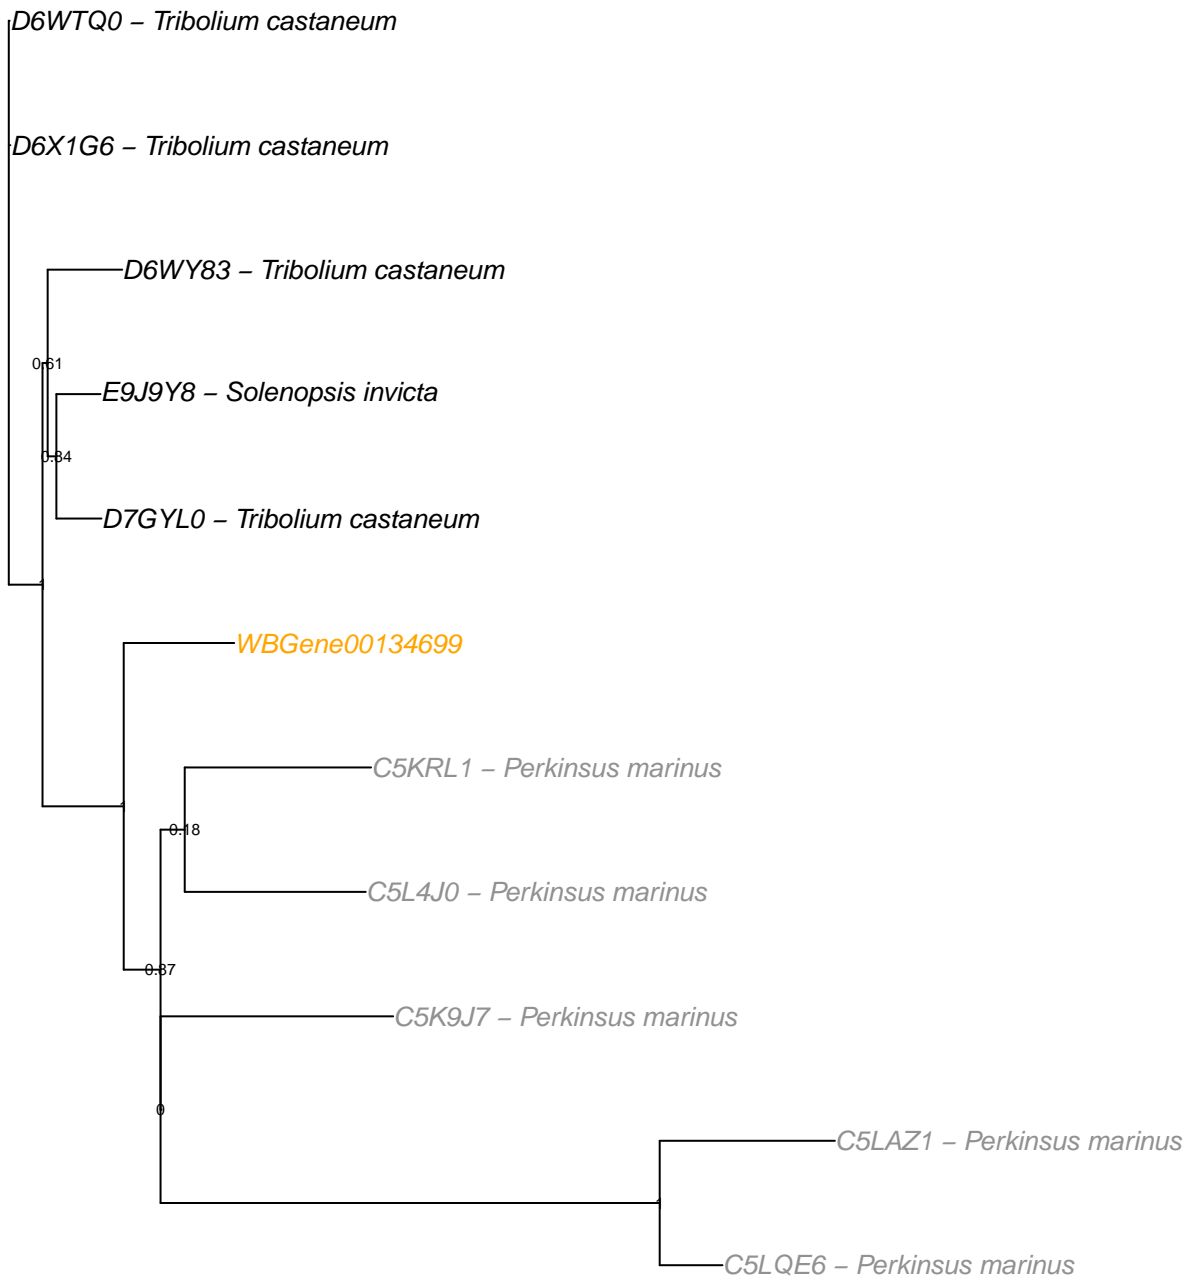 D6WTQ0 – Tribolium castaneum
D6X1G6 – Tribolium castaneum
D6WY83 – Tribolium castaneum
0.61
E9J9Y8 – Solenopsis invicta
0.84
D7GYL0 – Tribolium castaneum
1
WBGene00134699
C5KRL1 – Perkinsus marinus
1
0.18
C5L4J0 – Perkinsus marinus
0.87
C5K9J7 – Perkinsus marinus
0
C5LAZ1 – Perkinsus marinus
1
C5LQE6 – Perkinsus marinus